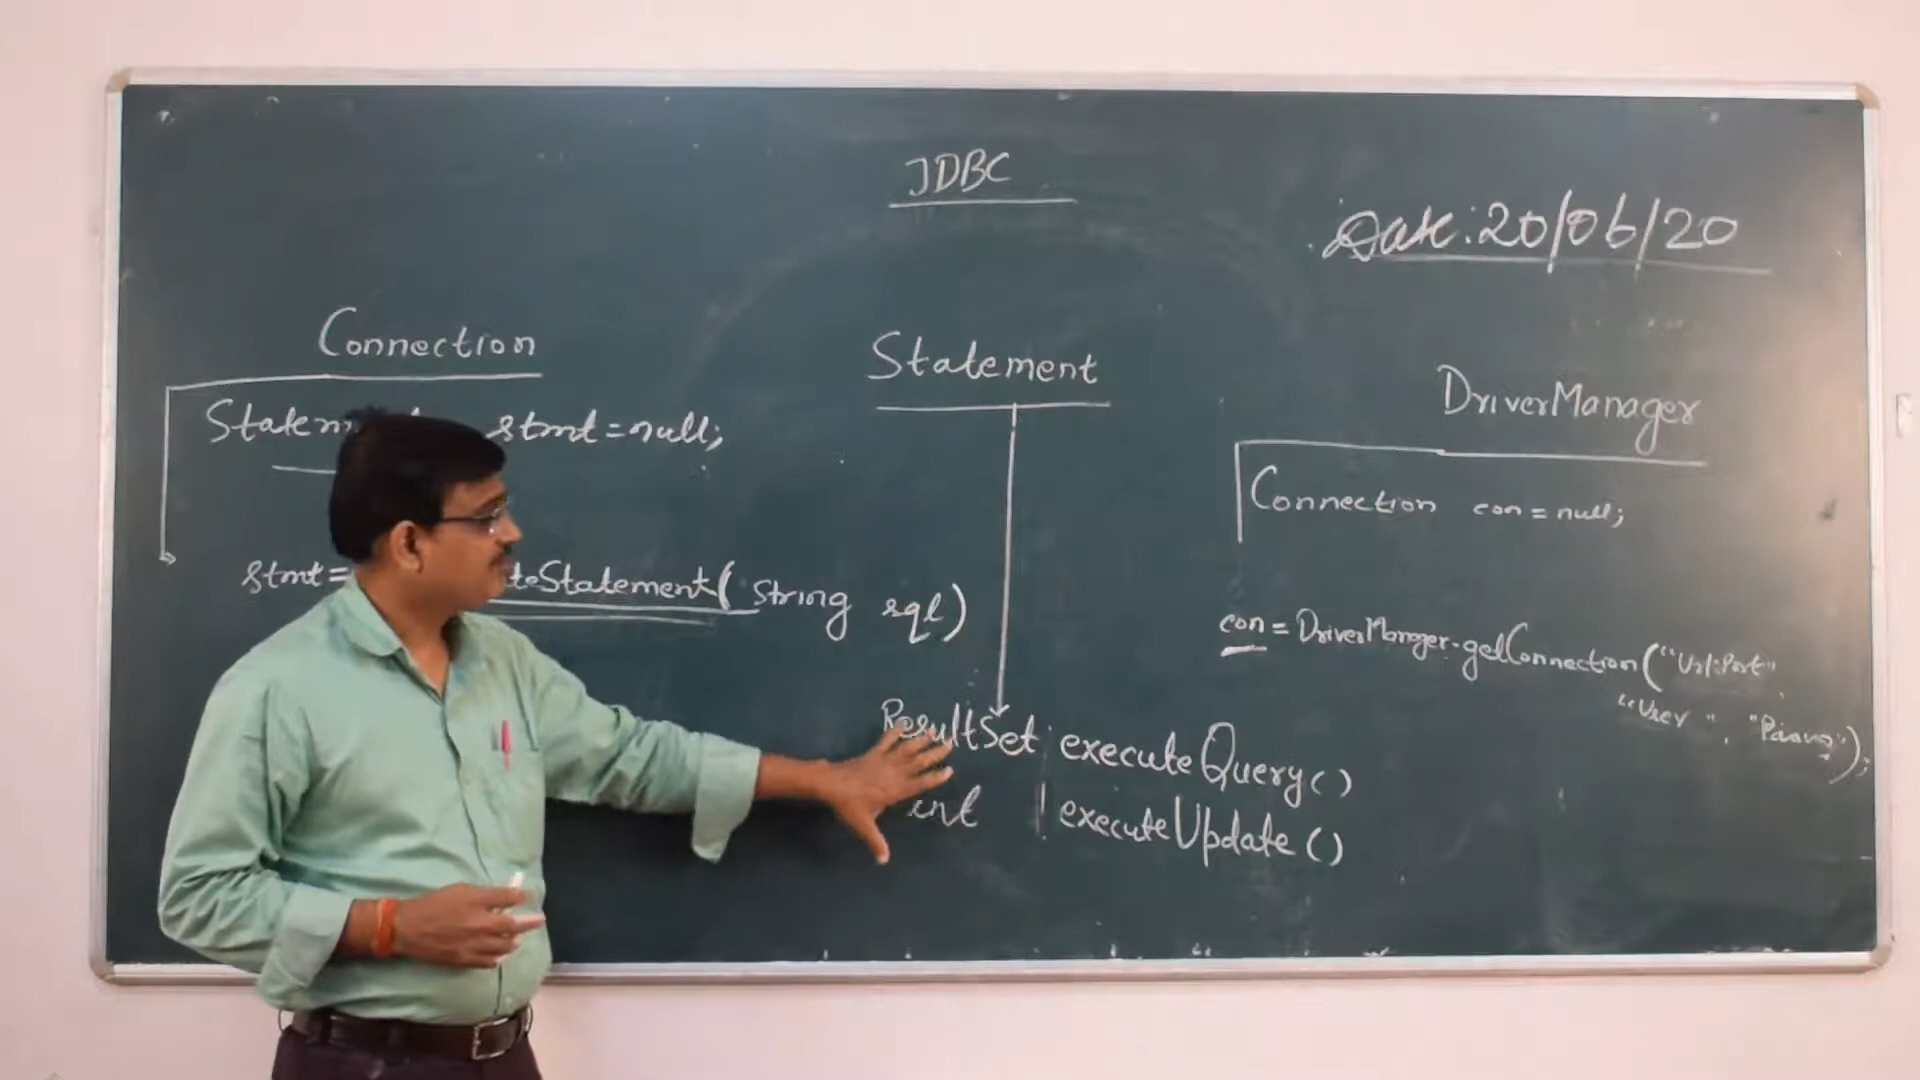 JDBC
Date: 20/06/20
Connection
stmt=null;
stmt=
teStatement( String sql)
Statement
ResultSet executeQuery()
int executeUpdate()
DriverManager
Connection con=null;
con = DriverManager.getConnection("Url:Port"
"User",